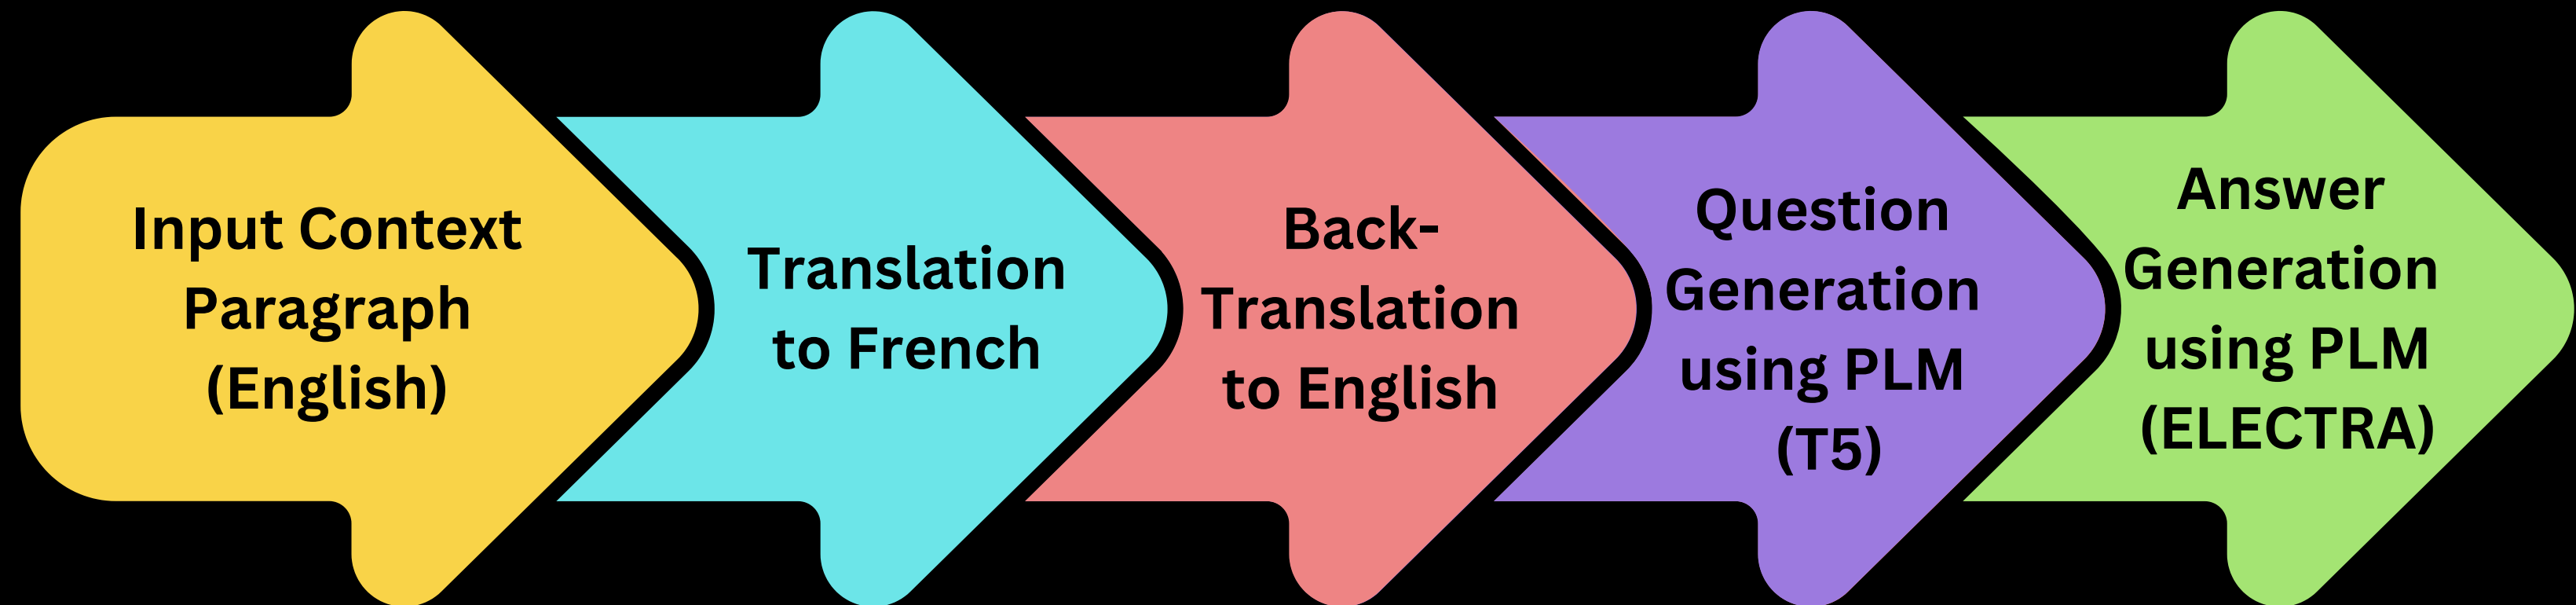 Input Context
Paragraph
(English)
Translation
to French
Back-
Translation
to English
Question
Generation
using PLM
(T5)
Answer
Generation
using PLM
(ELECTRA)